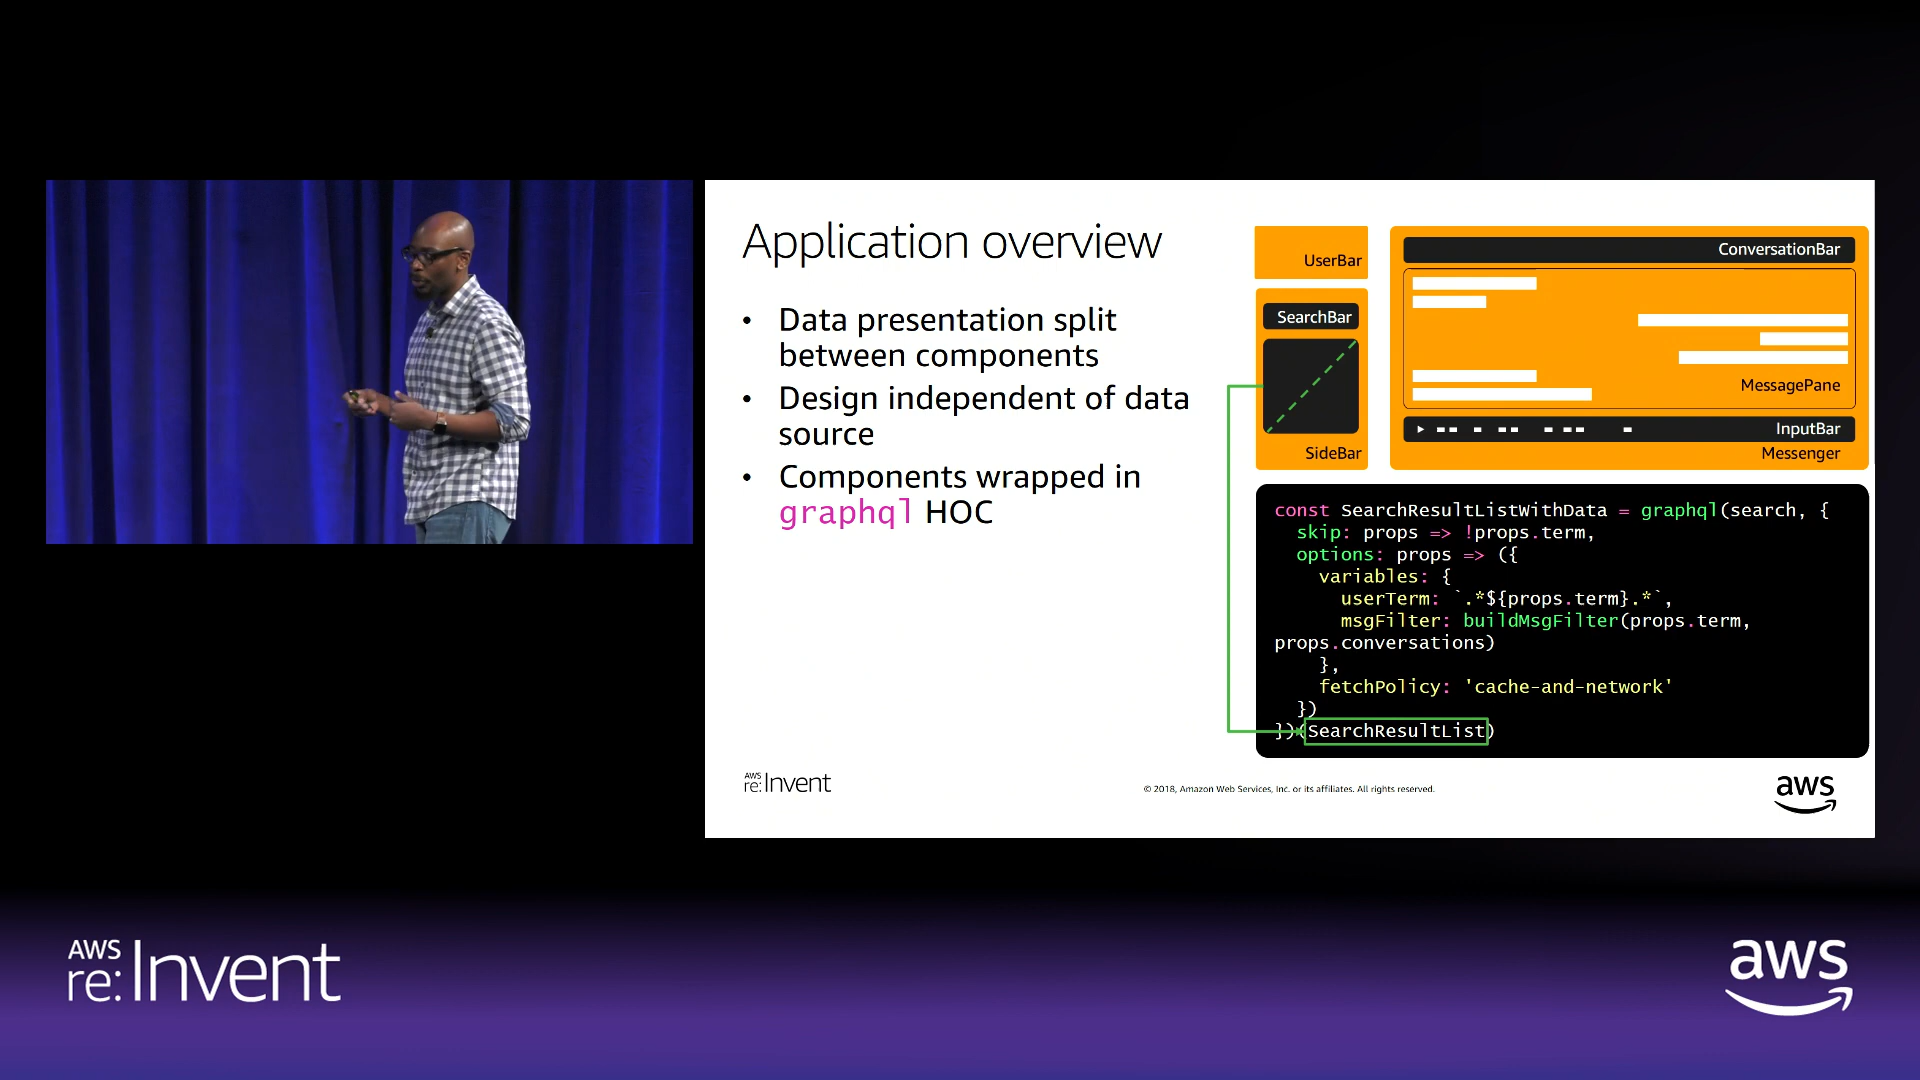 Application overview
• Data presentation split
between components
• Design independent of data
source
• Components wrapped in
graphql HOC
UserBar
SearchBar
SideBar
ConversationBar
MessagePane
InputBar
Messenger
const SearchResultListWithData = graphql(search, {
  skip: props => !props.term,
  options: props => ({
    variables: {
      userTerm: `.*${props.term}.*`,
      msgFilter: buildMsgFilter(props.term,
props.conversations)
    },
    fetchPolicy: 'cache-and-network'
  })
})(SearchResultList)
AWS
re:Invent
© 2018, Amazon Web Services, Inc. or its affiliates. All rights reserved.
aws
AWS
re:Invent
aws